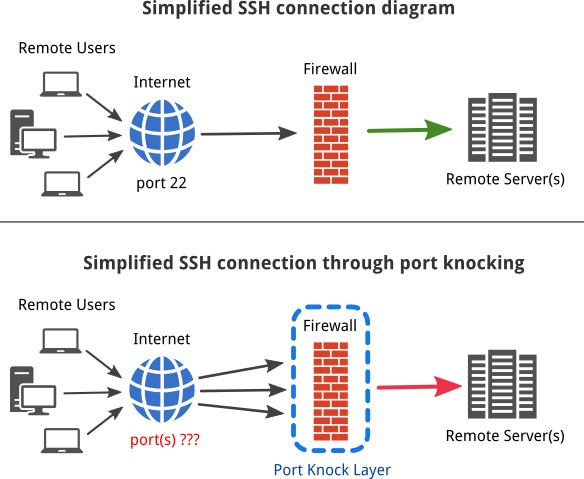 Simplified SSH connection diagram
Remote Users
Internet
Firewall
port 22
Remote Server(s)
Simplified SSH connection through port knocking
Remote Users
Internet
Firewall
port(s) ???
Remote Server(s)
Port Knock Layer